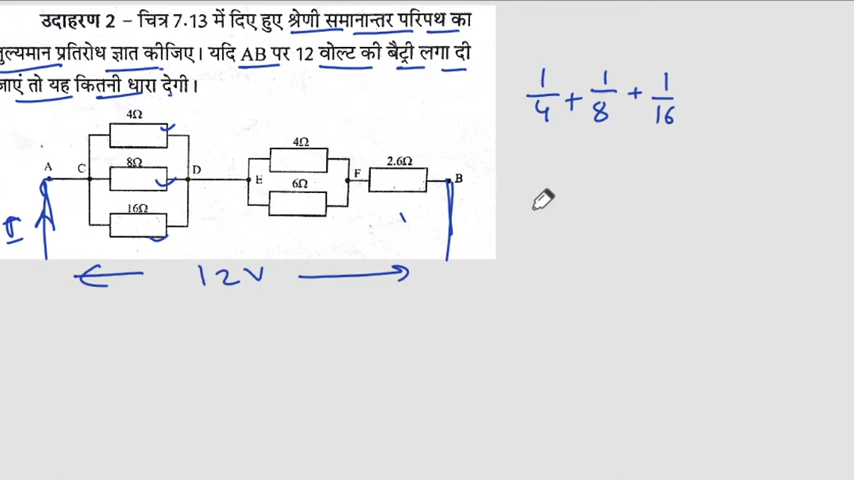 उदाहरण 2 – चित्र 7.13 में दिए हुए श्रेणी समानान्तर परिपथ का
तुल्यमान प्रतिरोध ज्ञात कीजिए। यदि AB पर 12 वोल्ट की बैट्री लगा दी
जाएं तो यह कितनी धारा देगी।
1/4 + 1/8 + 1/16
4Ω
4Ω
A C 8Ω D E 6Ω F 2.6Ω B
16Ω
I
12V